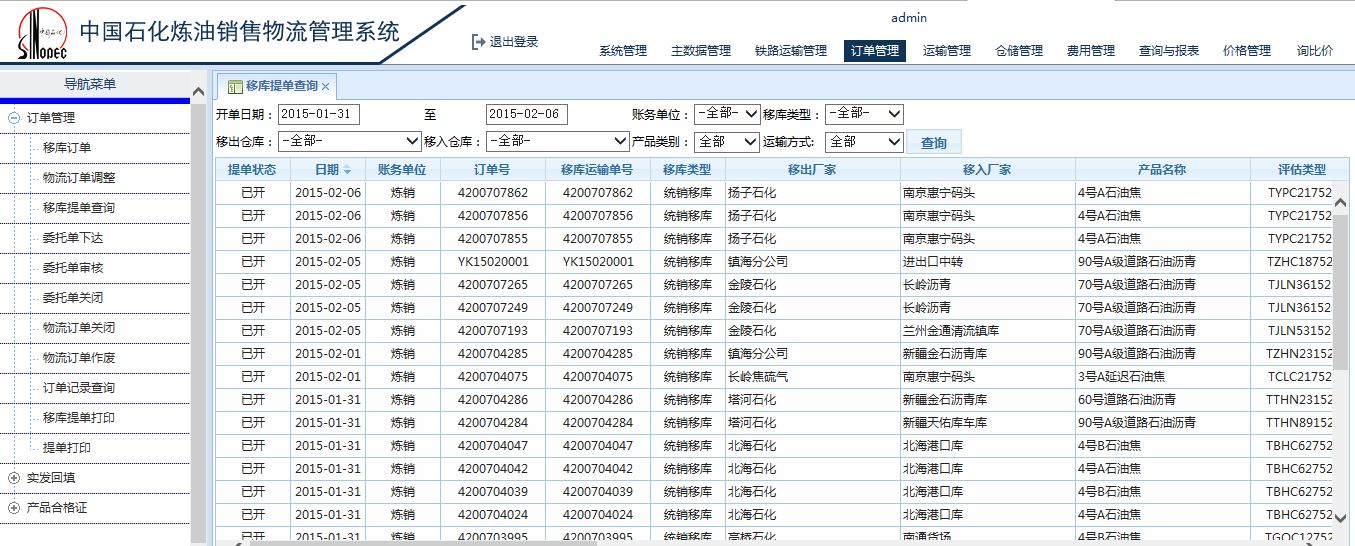 admin
中国石化炼油销售物流管理系统
退出登录
系统管理 主数据管理 铁路运输管理 订单管理 运输管理 仓储管理 费用管理 查询与报表 价格管理 询比价
SINOPEC
导航菜单
订单管理
移库订单
物流订单调整
移库提单查询
委托单下达
委托单审核
委托单关闭
物流订单关闭
物流订单作废
订单记录查询
移库提单打印
提单打印
实发回填
产品合格证
移库提单查询
开单日期： 2015-01-31 至 2015-02-06 账务单位： -全部- 移库类型： -全部-
移出仓库： -全部- 移入仓库： -全部- 产品类别： 全部 运输方式: 全部 查询
提单状态 日期 账务单位 订单号 移库运输单号 移库类型 移出厂家 移入厂家 产品名称 评估类型
已开 2015-02-06 炼销 4200707862 4200707862 统销移库 扬子石化 南京惠宁码头 4号A石油焦 TYPC21752
已开 2015-02-06 炼销 4200707856 4200707856 统销移库 扬子石化 南京惠宁码头 4号A石油焦 TYPC21752
已开 2015-02-06 炼销 4200707855 4200707855 统销移库 扬子石化 南京惠宁码头 4号A石油焦 TYPC21752
已开 2015-02-05 炼销 YK15020001 YK15020001 统销移库 镇海分公司 进出口中转 90号A级道路石油沥青 TZHC18752
已开 2015-02-05 炼销 4200707265 4200707265 统销移库 金陵石化 长岭沥青 70号A级道路石油沥青 TJLN36152
已开 2015-02-05 炼销 4200707249 4200707249 统销移库 金陵石化 长岭沥青 70号A级道路石油沥青 TJLN36152
已开 2015-02-05 炼销 4200707193 4200707193 统销移库 金陵石化 兰州金通清流镇库 70号A级道路石油沥青 TJLN53152
已开 2015-02-01 炼销 4200704285 4200704285 统销移库 镇海分公司 新疆金石沥青库 90号A级道路石油沥青 TZHN23152
已开 2015-02-01 炼销 4200704075 4200704075 统销移库 长岭焦硫气 南京惠宁码头 3号A延迟石油焦 TCLC21752
已开 2015-01-31 炼销 4200704286 4200704286 统销移库 塔河石化 新疆金石沥青库 60号道路石油沥青 TTHN23152
已开 2015-01-31 炼销 4200704284 4200704284 统销移库 塔河石化 新疆天佑库车库 90号A级道路石油沥青 TTHN89152
已开 2015-01-31 炼销 4200704047 4200704047 统销移库 北海石化 北海港口库 4号B石油焦 TBHC62752
已开 2015-01-31 炼销 4200704042 4200704042 统销移库 北海石化 北海港口库 4号A石油焦 TBHC62752
已开 2015-01-31 炼销 4200704039 4200704039 统销移库 北海石化 北海港口库 4号B石油焦 TBHC62752
已开 2015-01-31 炼销 4200704024 4200704024 统销移库 北海石化 北海港口库 4号A石油焦 TBHC62752
已开 2015-01-31 炼销 4200703995 4200703995 统销移库 高桥石化 南通货场 4号B石油焦 TGQC12752